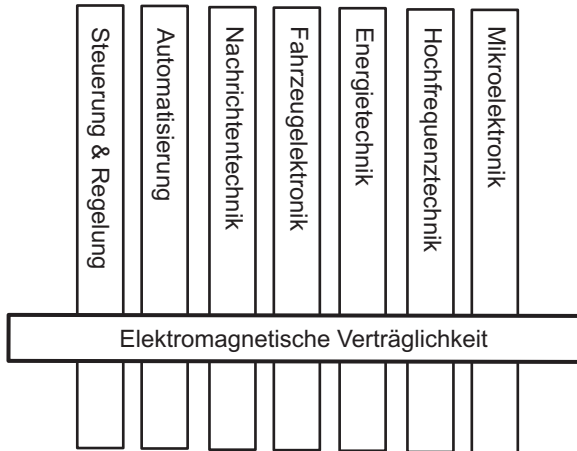 Steuerung & Regelung
Automatisierung
Nachrichtentechnik
Fahrzeugelektronik
Energietechnik
Hochfrequenztechnik
Mikroelektronik
Elektromagnetische Verträglichkeit